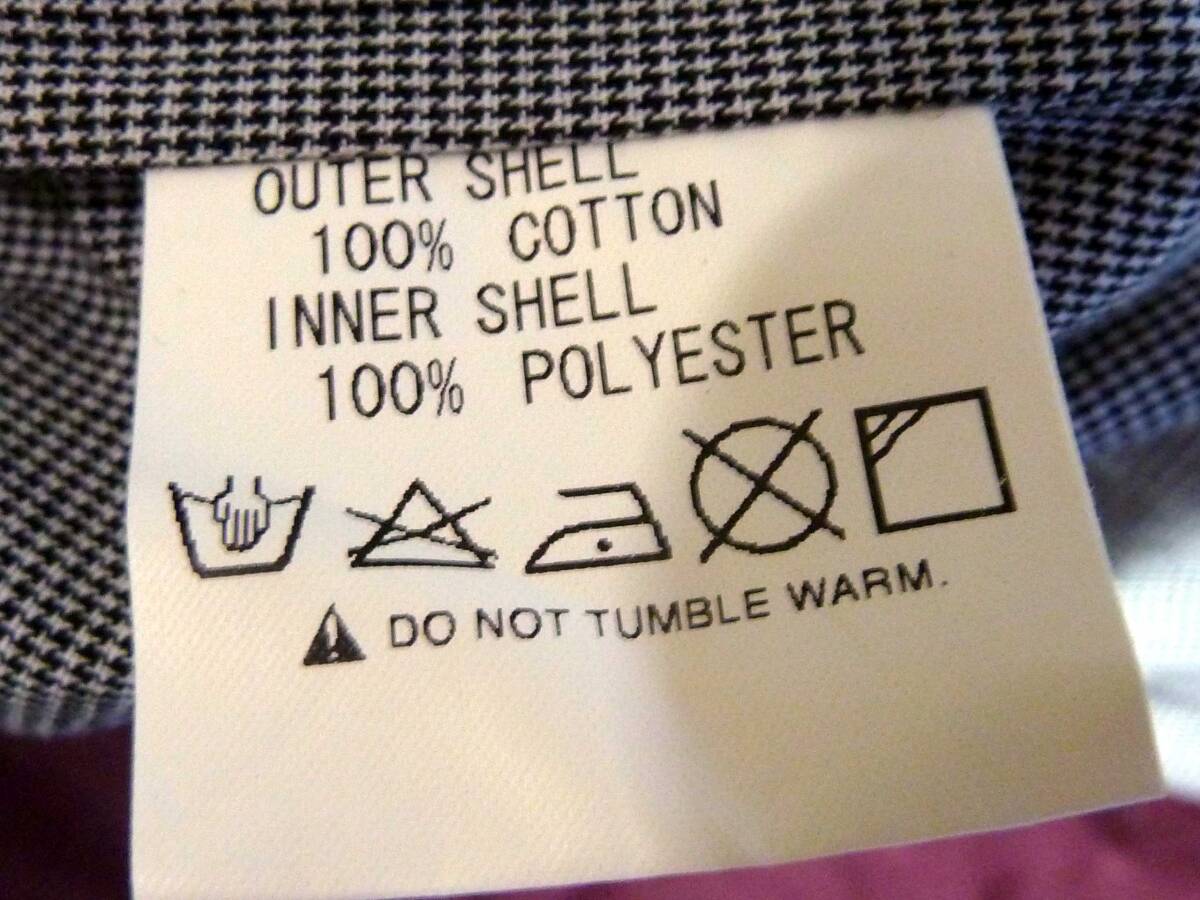 OUTER SHELL
100% COTTON
INNER SHELL
100% POLYESTER
DO NOT TUMBLE WARM.